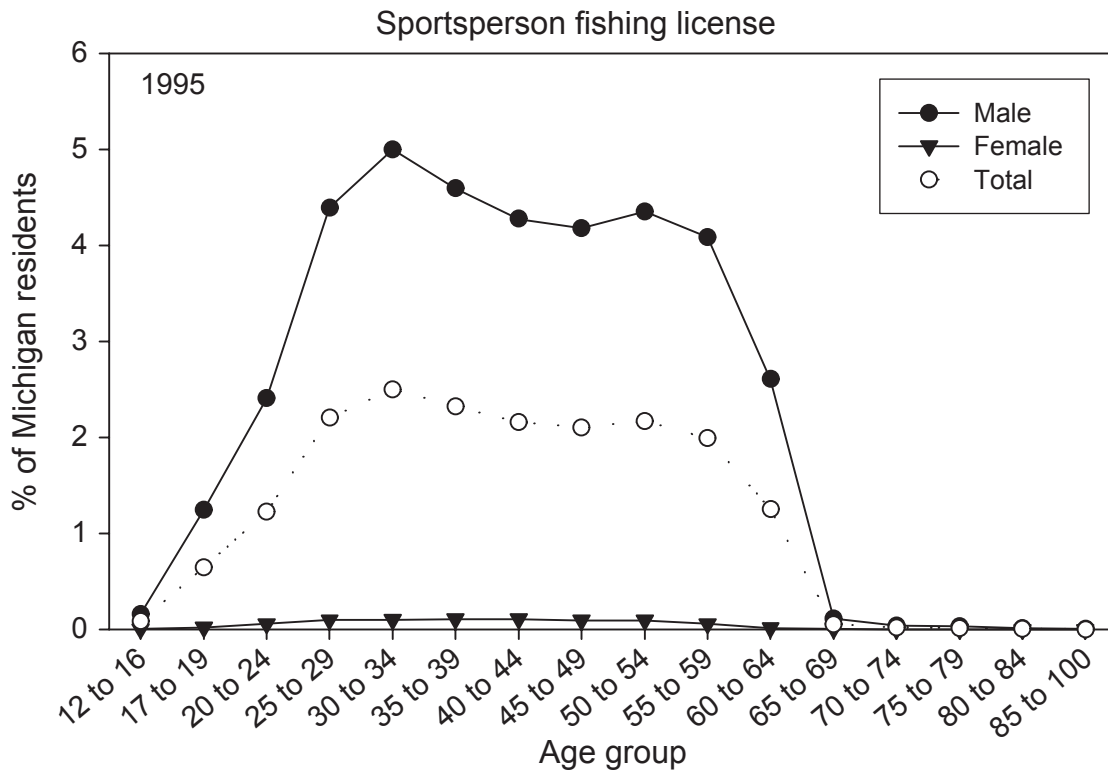 Sportsperson fishing license
1995
Male
Female
Total
% of Michigan residents
6
5
4
3
2
1
0
12 to 16
17 to 19
20 to 24
25 to 29
30 to 34
35 to 39
40 to 44
45 to 49
50 to 54
55 to 59
60 to 64
65 to 69
70 to 74
75 to 79
80 to 84
85 to 100
Age group